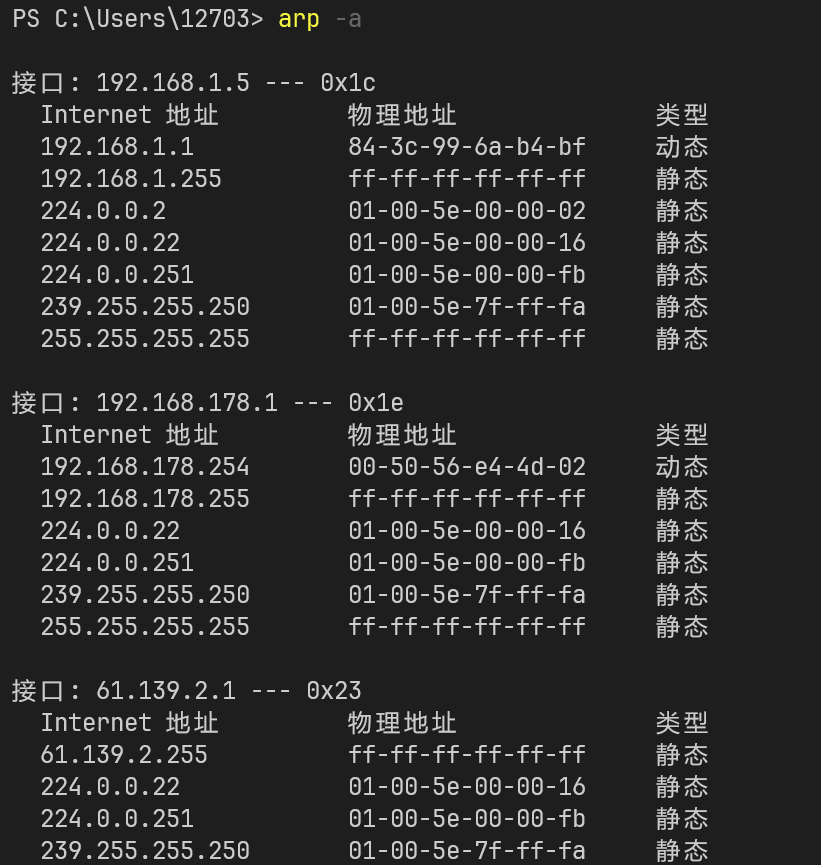 PS C:\Users\12703> arp -a
接口: 192.168.1.5 --- 0x1c
Internet 地址 物理地址 类型
192.168.1.1 84-3c-99-6a-b4-bf 动态
192.168.1.255 ff-ff-ff-ff-ff-ff 静态
224.0.0.2 01-00-5e-00-00-02 静态
224.0.0.22 01-00-5e-00-00-16 静态
224.0.0.251 01-00-5e-00-00-fb 静态
239.255.255.250 01-00-5e-7f-ff-fa 静态
255.255.255.255 ff-ff-ff-ff-ff-ff 静态
接口: 192.168.178.1 --- 0x1e
Internet 地址 物理地址 类型
192.168.178.254 00-50-56-e4-4d-02 动态
192.168.178.255 ff-ff-ff-ff-ff-ff 静态
224.0.0.22 01-00-5e-00-00-16 静态
224.0.0.251 01-00-5e-00-00-fb 静态
239.255.255.250 01-00-5e-7f-ff-fa 静态
255.255.255.255 ff-ff-ff-ff-ff-ff 静态
接口: 61.139.2.1 --- 0x23
Internet 地址 物理地址 类型
61.139.2.255 ff-ff-ff-ff-ff-ff 静态
224.0.0.22 01-00-5e-00-00-16 静态
224.0.0.251 01-00-5e-00-00-fb 静态
239.255.255.250 01-00-5e-7f-ff-fa 静态